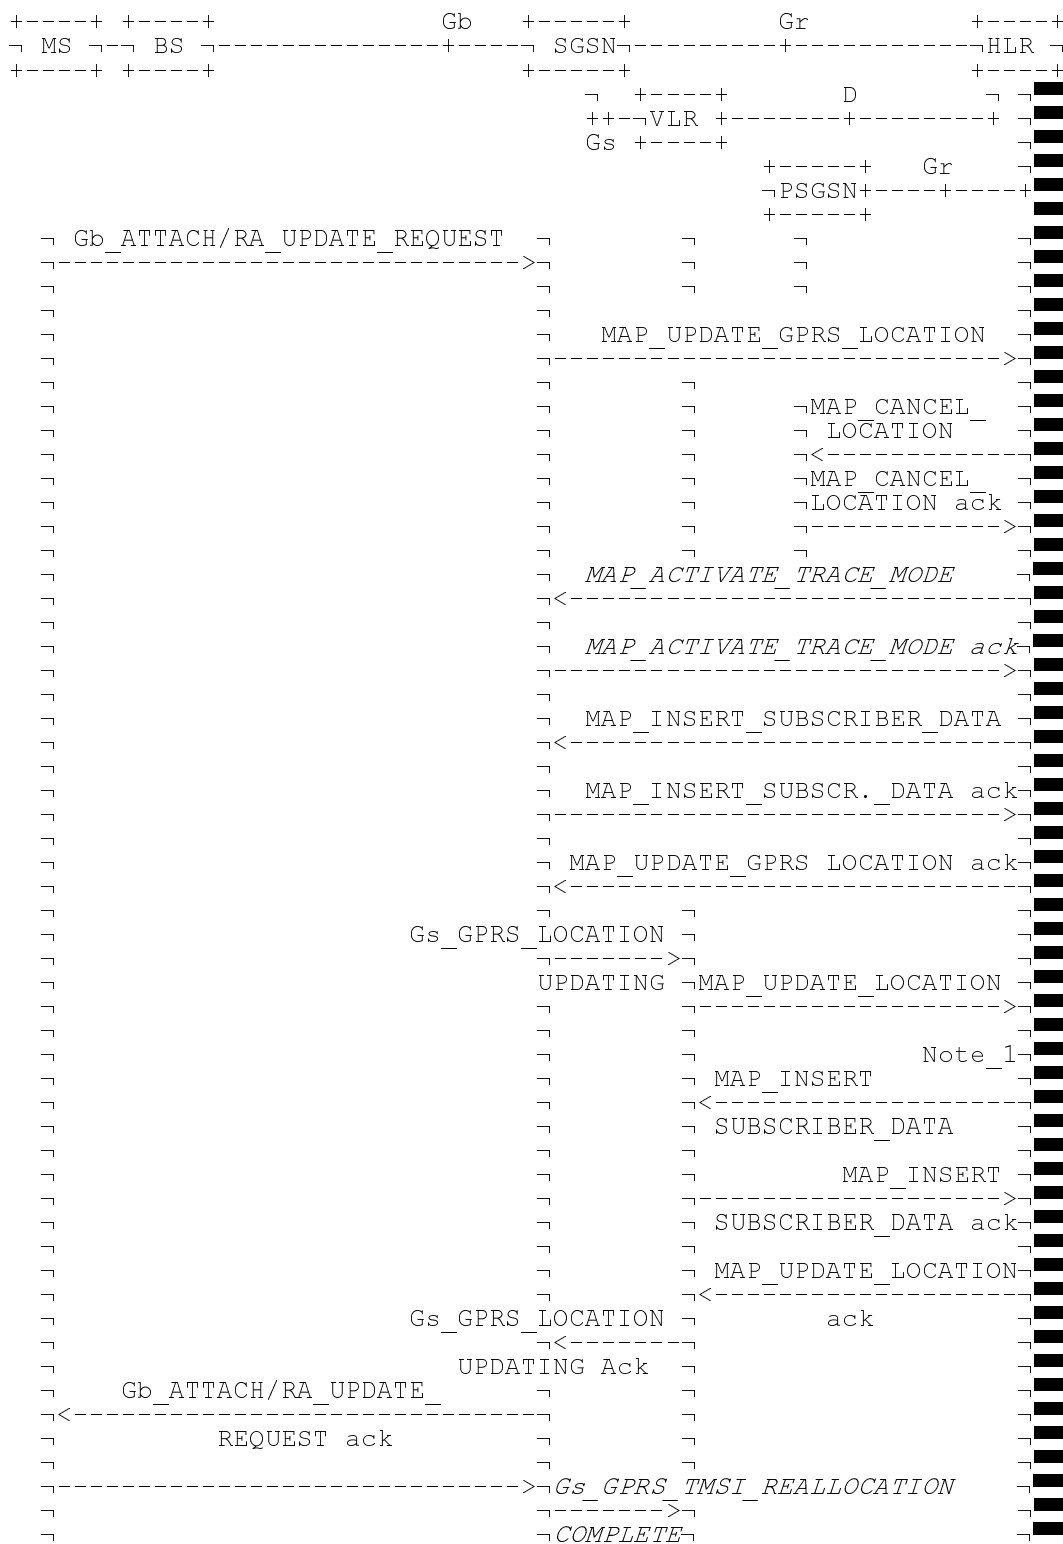 Gb Gr
MS BS SGSN HLR
D
VLR
Gs
Gr
PSGSN
Gb_ATTACH/RA_UPDATE_REQUEST
MAP_UPDATE_GPRS_LOCATION
MAP_CANCEL_
LOCATION
MAP_CANCEL_
LOCATION ack
MAP_ACTIVATE_TRACE_MODE
MAP_ACTIVATE_TRACE_MODE ack
MAP_INSERT_SUBSCRIBER_DATA
MAP_INSERT_SUBSCR._DATA ack
MAP_UPDATE_GPRS LOCATION ack
Gs_GPRS_LOCATION
UPDATING MAP_UPDATE_LOCATION
Note_1
MAP_INSERT
SUBSCRIBER_DATA
MAP_INSERT
SUBSCRIBER_DATA ack
MAP_UPDATE_LOCATION
Gs_GPRS_LOCATION ack
UPDATING Ack
Gb_ATTACH/RA_UPDATE_
REQUEST ack
Gs_GPRS_TMSI_REALLOCATION
COMPLETE